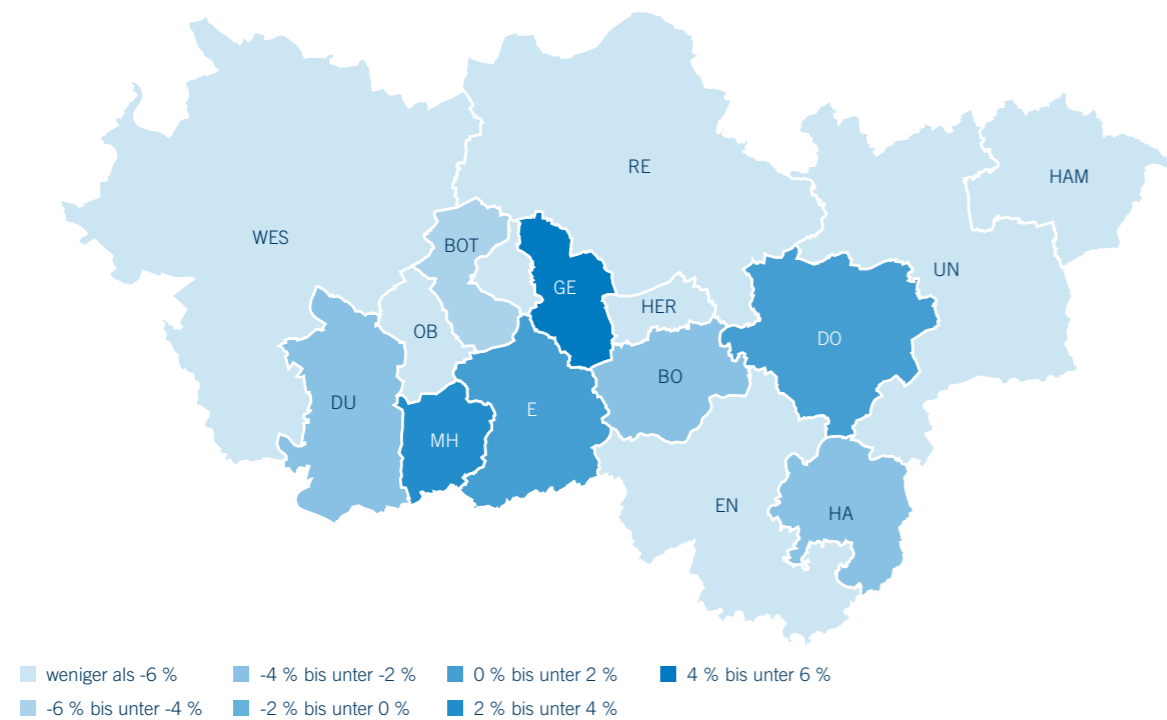 RE
HAM
WES
BOT
UN
GE
HER
OB
DO
BO
DU
E
MH
EN
HA
weniger als -6 %
-4 % bis unter -2 %
0 % bis unter 2 %
4 % bis unter 6 %
-6 % bis unter -4 %
-2 % bis unter 0 %
2 % bis unter 4 %